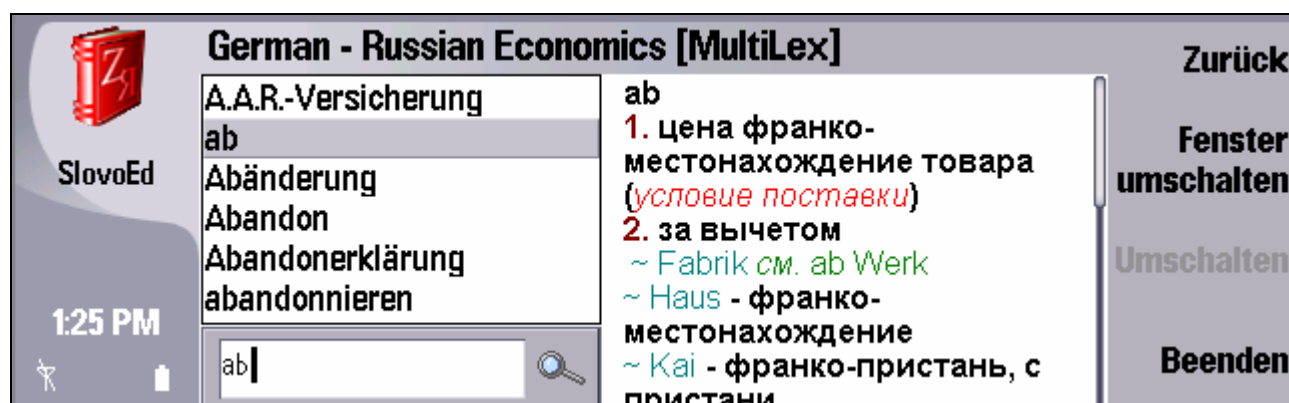 German - Russian Economics [MultiLex]
SlovoEd
1:25 PM
A.A.R.-Versicherung
ab
Abänderung
Abandon
Abandonerklärung
abandonnieren
ab
ab
1. цена франко-
местонахождение товара
(условие поставки)
2. за вычетом
~ Fabrik см. ab Werk
~ Haus - франко-
местонахождение
~ Kai - франко-пристань, с
пристани
Zurück
Fenster
umschalten
Umschalten
Beenden